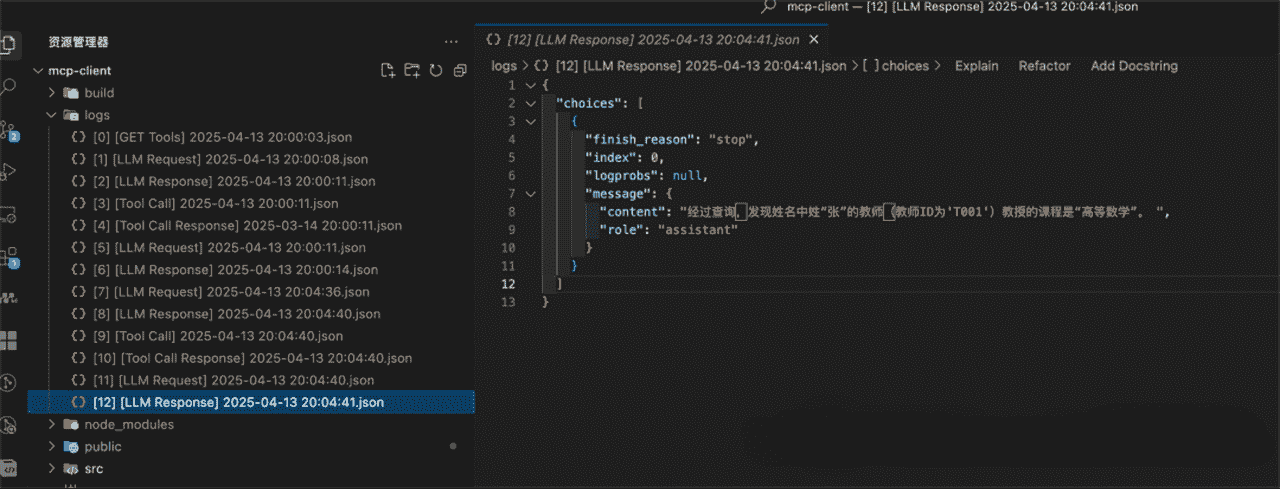 mcp-client — [12] [LLM Response] 2025-04-13 20:04:41.json
资源管理器
...
mcp-client
build
logs
{} [0] [GET Tools] 2025-04-13 20:00:03.json
{} [1] [LLM Request] 2025-04-13 20:00:08.json
{} [2] [LLM Response] 2025-04-13 20:00:11.json
{} [3] [Tool Call] 2025-04-13 20:00:11.json
{} [4] [Tool Call Response] 2025-03-14 20:00:11.json
{} [5] [LLM Request] 2025-04-13 20:00:11.json
{} [6] [LLM Response] 2025-04-13 20:00:14.json
{} [7] [LLM Request] 2025-04-13 20:04:36.json
{} [8] [LLM Response] 2025-04-13 20:04:40.json
{} [9] [Tool Call] 2025-04-13 20:04:40.json
{} [10] [Tool Call Response] 2025-04-13 20:04:40.json
{} [11] [LLM Request] 2025-04-13 20:04:40.json
{} [12] [LLM Response] 2025-04-13 20:04:41.json
node_modules
public
src
2
1
{} [12] [LLM Response] 2025-04-13 20:04:41.json ×
logs > {} [12] [LLM Response] 2025-04-13 20:04:41.json > [ ] choices > Explain Refactor Add Docstring
1 {
2 "choices": [
3 {
4 "finish_reason": "stop",
5 "index": 0,
6 "logprobs": null,
7 "message": {
8 "content": "经过查询，发现姓名中姓“张”的教师（教师ID为'T001'）教授的课程是“高等数学”。 ",
9 "role": "assistant"
10 }
11 }
12 ]
13 }